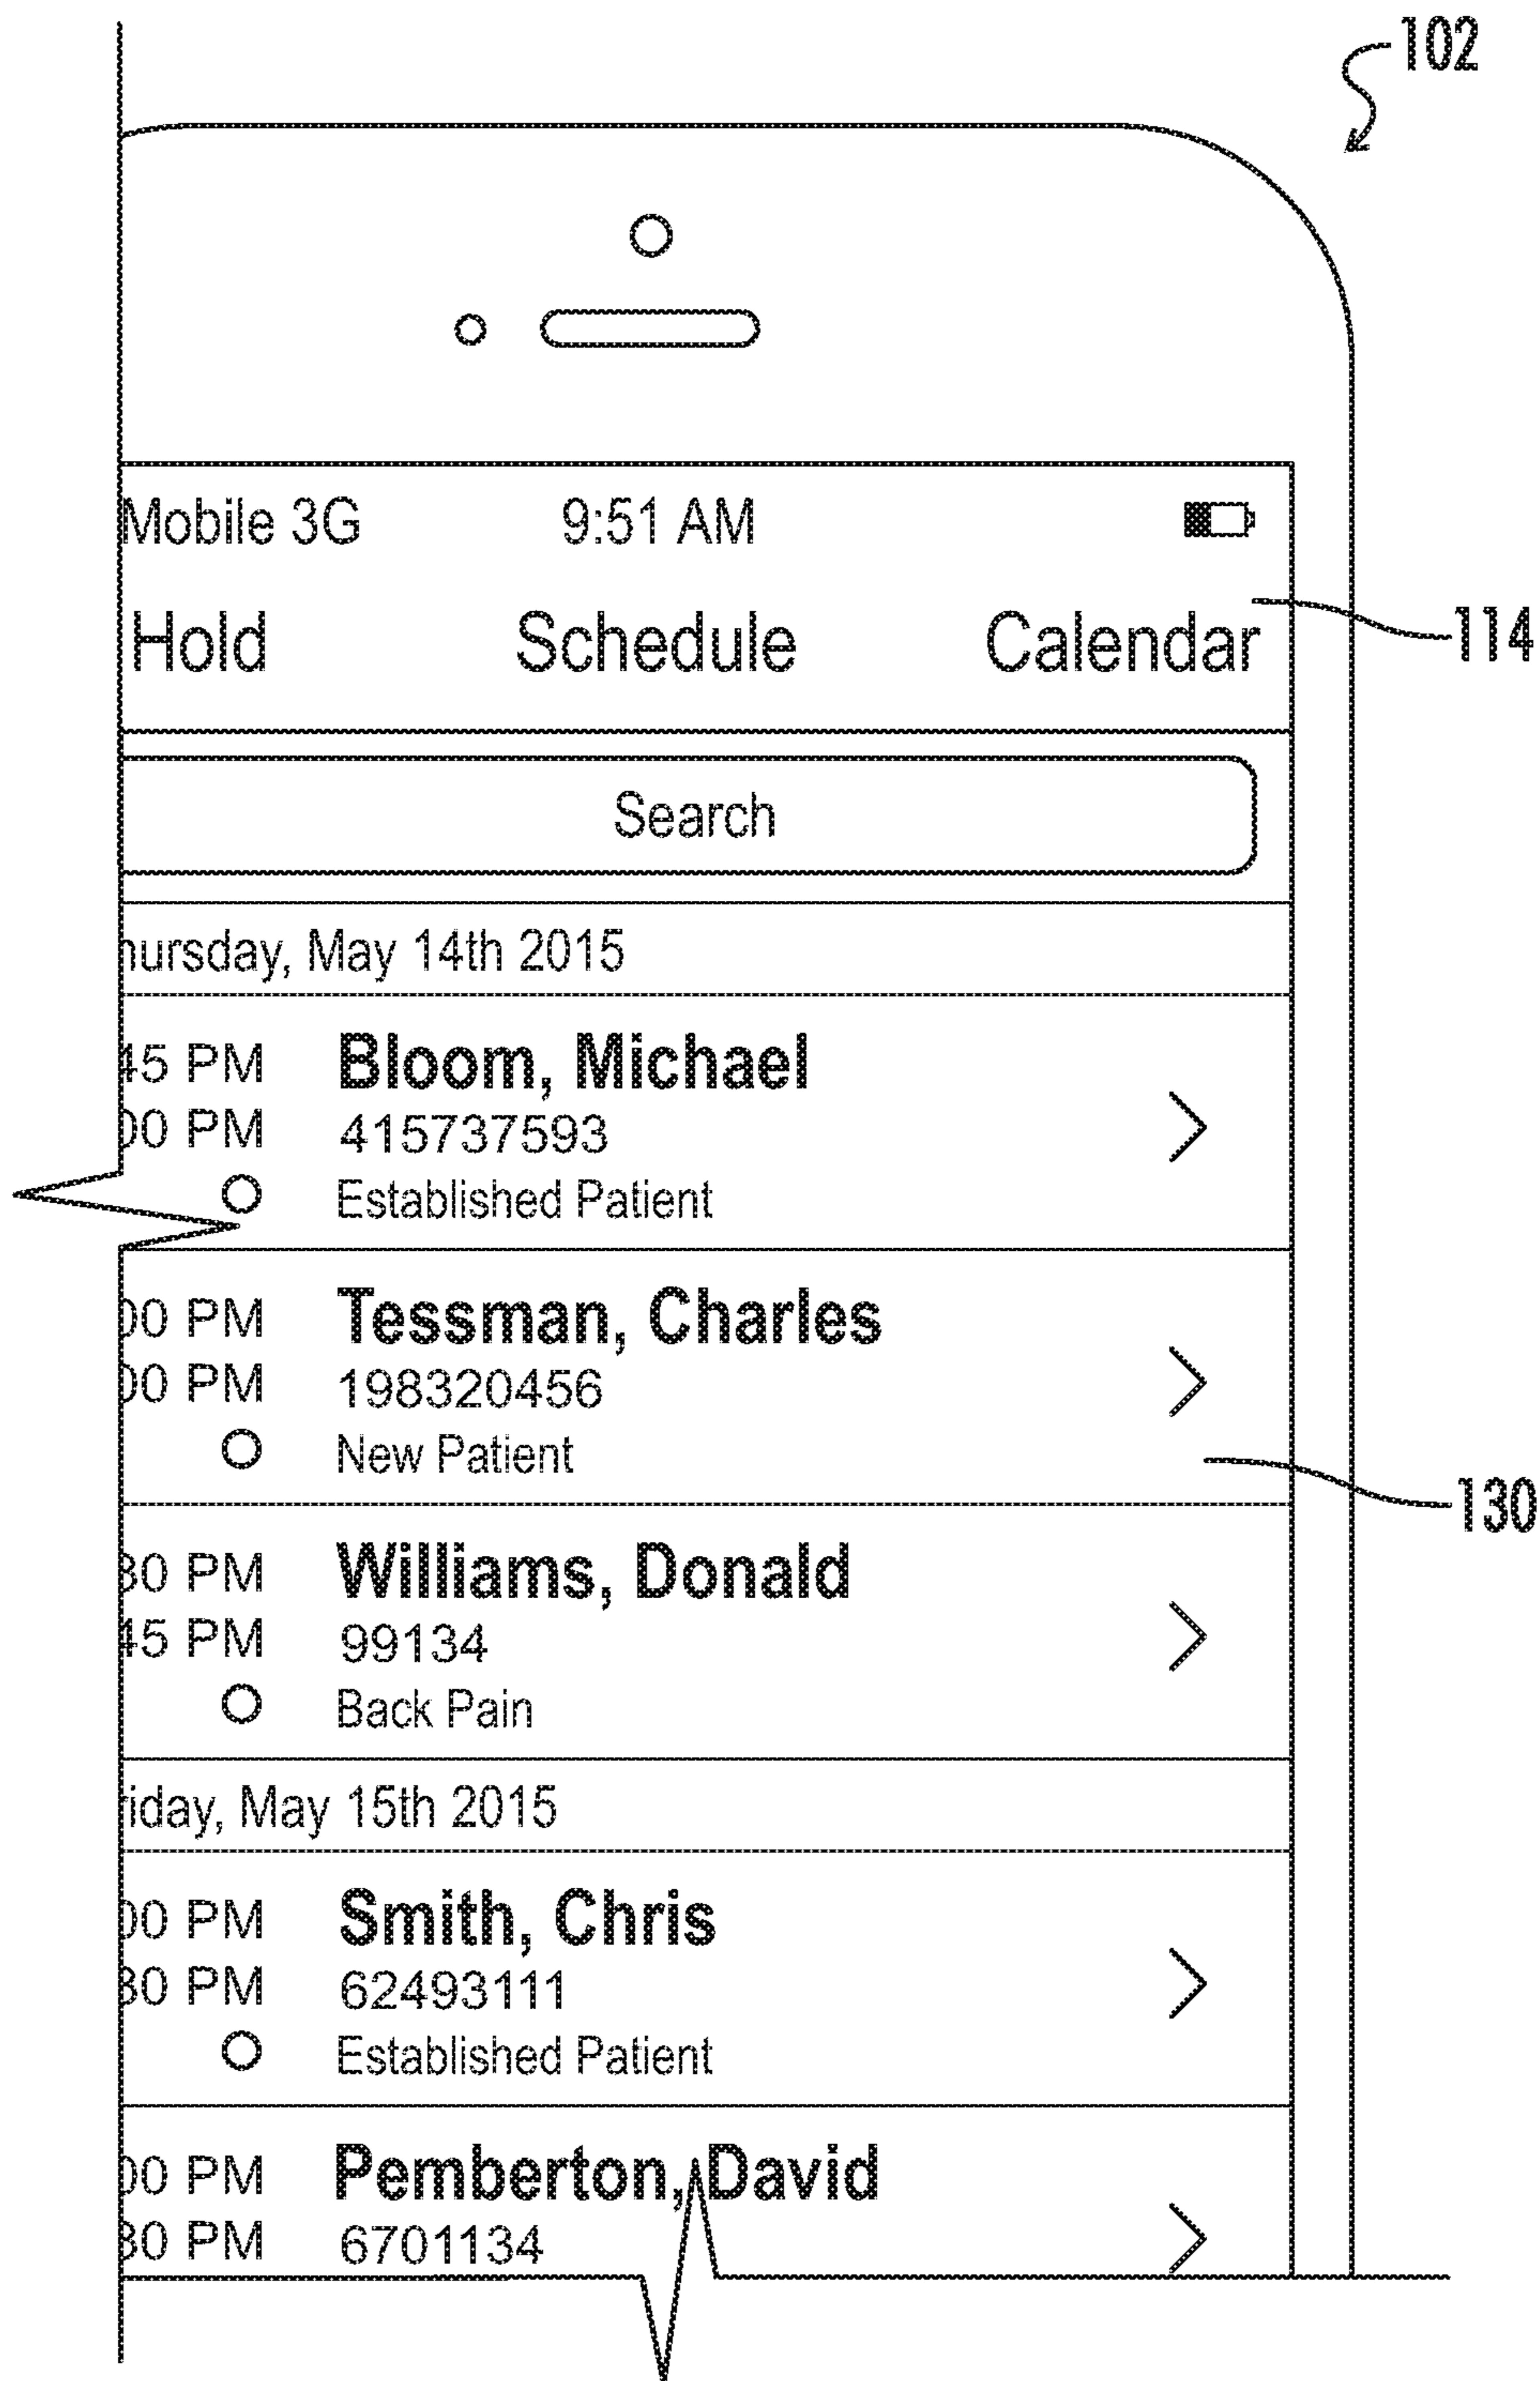 102
Mobile 3G 9:51 AM
Hold Schedule Calendar
114
Search
hursday, May 14th 2015
45 PM Bloom, Michael
00 PM 415737593
Established Patient
00 PM Tessman, Charles
00 PM 198320456
New Patient
130
30 PM Williams, Donald
45 PM 99134
Back Pain
riday, May 15th 2015
00 PM Smith, Chris
30 PM 62493111
Established Patient
00 PM Pemberton, David
30 PM 6701134